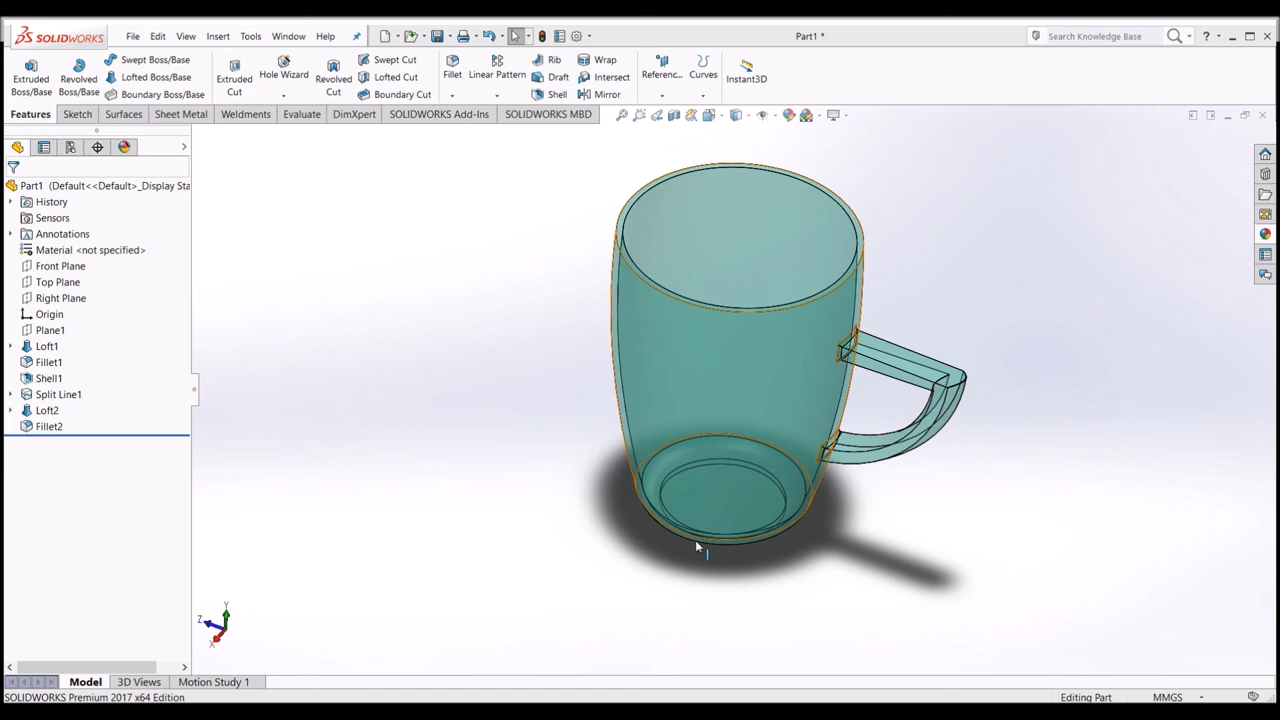 SOLIDWORKS File Edit View Insert Tools Window Help Part1 * Search Knowledge Base ?
Extruded Boss/Base
Revolved Boss/Base
Swept Boss/Base
Lofted Boss/Base
Boundary Boss/Base
Extruded Cut
Hole Wizard
Revolved Cut
Swept Cut
Lofted Cut
Boundary Cut
Fillet
Linear Pattern
Rib
Draft
Shell
Wrap
Intersect
Mirror
Referenc...
Curves
Instant3D
Features Sketch Surfaces Sheet Metal Weldments Evaluate DimXpert SOLIDWORKS Add-Ins SOLIDWORKS MBD
Part1 (Default<<Default>_Display Sta
History
Sensors
Annotations
Material <not specified>
Front Plane
Top Plane
Right Plane
Origin
Plane1
Loft1
Fillet1
Shell1
Split Line1
Loft2
Fillet2
Y
Z
X
Model 3D Views Motion Study 1
SOLIDWORKS Premium 2017 x64 Edition Editing Part MMGS -